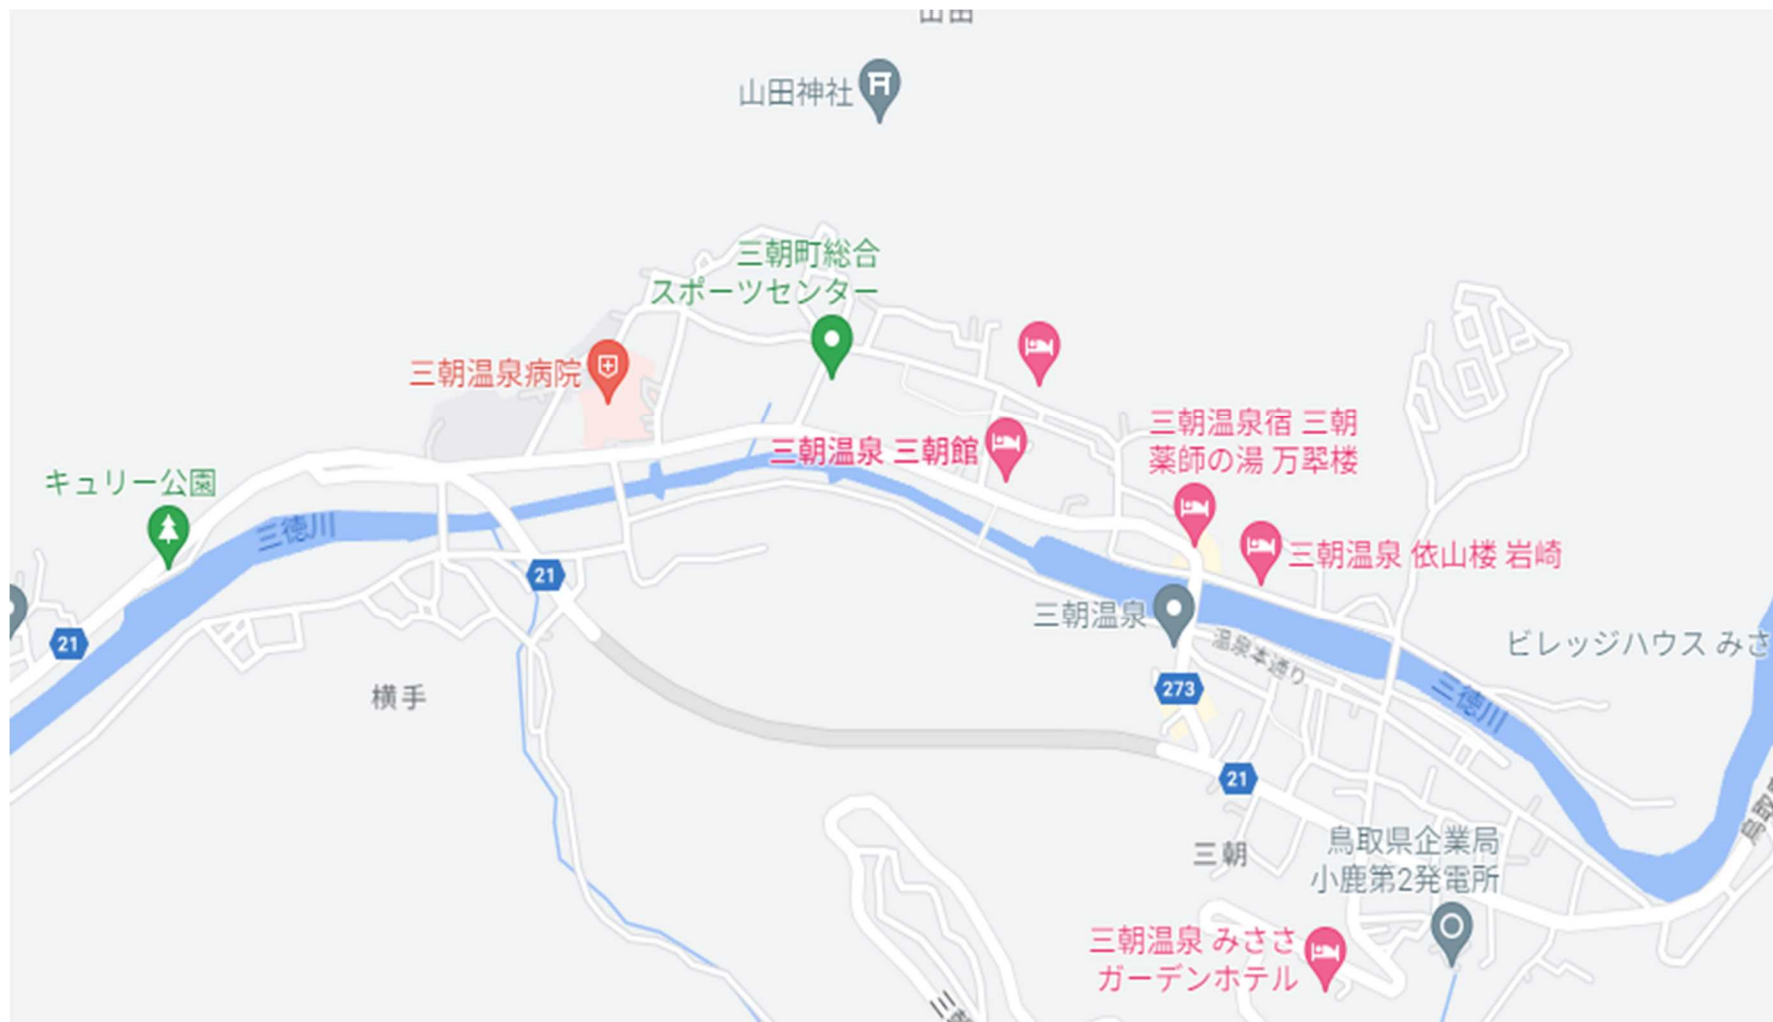 山田
山田神社
三朝町総合
スポーツセンター
三朝温泉病院
三朝温泉宿 三朝
薬師の湯 万翠楼
三朝温泉 三朝館
キュリー公園
三徳川
三朝温泉 依山楼 岩崎
21
三朝温泉
温泉本通り
ビレッジハウス みさ
21
横手
273
三徳川
21
鳥取県企業局
小鹿第2発電所
三朝
三朝温泉 みささ
ガーデンホテル